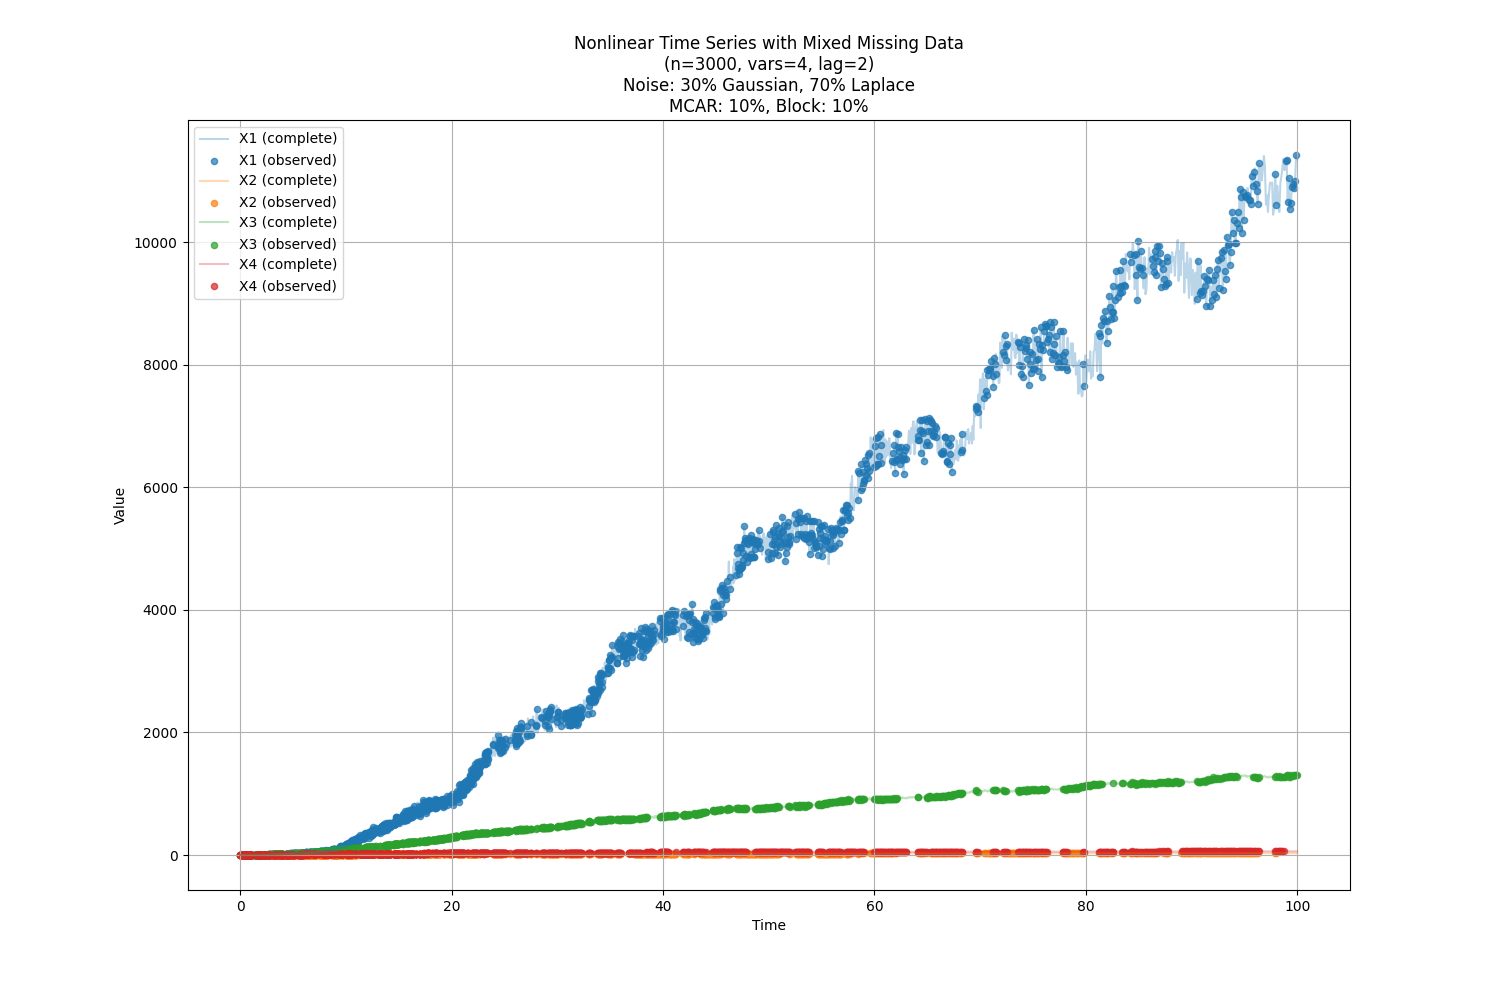 Nonlinear Time Series with Mixed Missing Data
(n=3000, vars=4, lag=2)
Noise: 30% Gaussian, 70% Laplace
MCAR: 10%, Block: 10%
X1 (complete)
X1 (observed)
X2 (complete)
X2 (observed)
X3 (complete)
X3 (observed)
X4 (complete)
X4 (observed)
10000
8000
6000
4000
2000
0
Value
0 20 40 60 80 100
Time